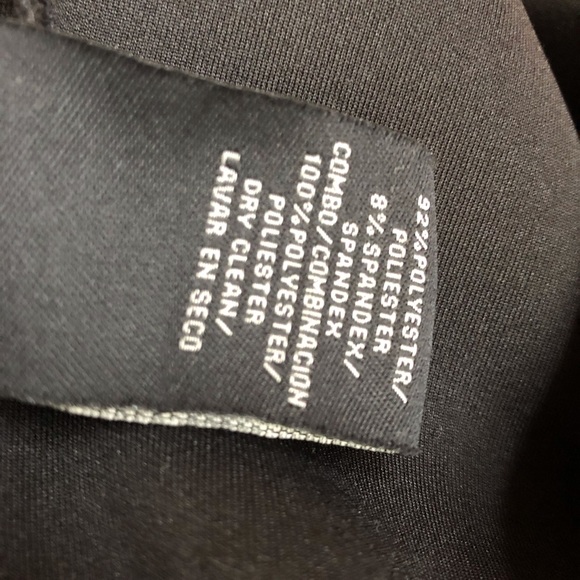 92%POLYESTER/
POLIESTER
8%SPANDEX/
SPANDEX
COMBO/COMBINACION
100%POLYESTER/
POLIESTER
DRY CLEAN/
LAVAR EN SECO